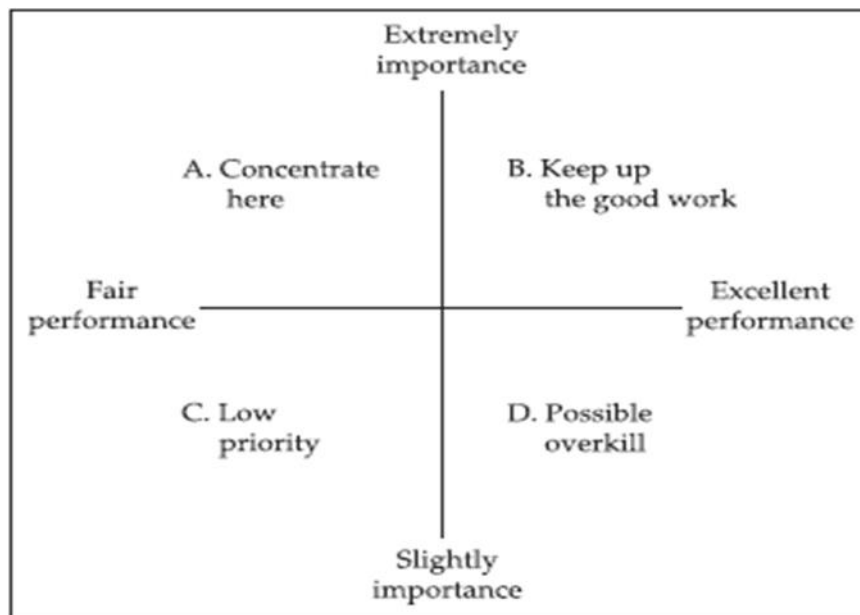 Extremely
importance
A. Concentrate
here
B. Keep up
the good work
Fair
performance
Excellent
performance
C. Low
priority
D. Possible
overkill
Slightly
importance